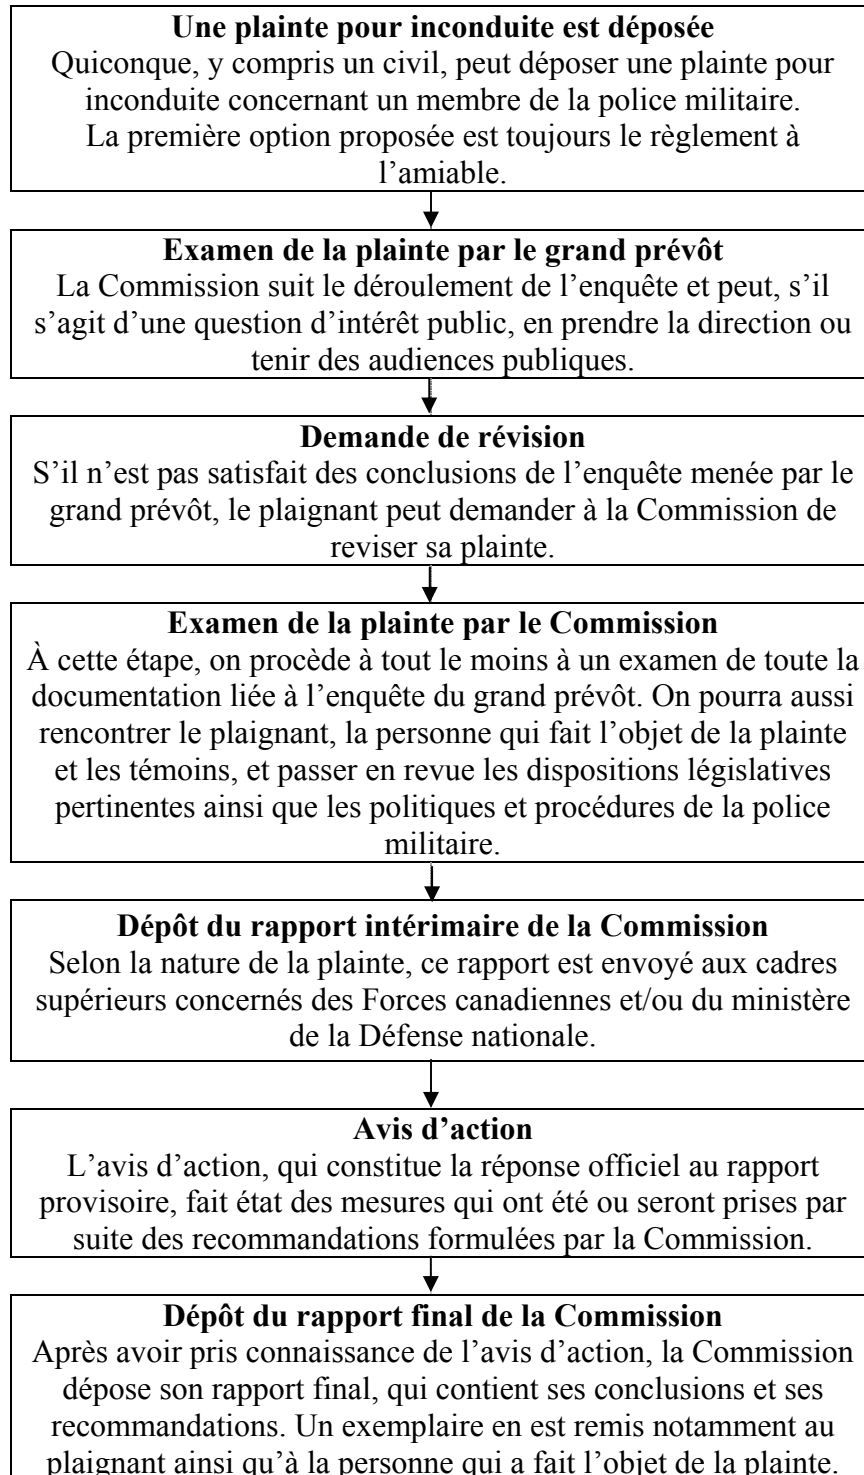 Une plainte pour inconduite est déposée
Quiconque, y compris un civil, peut déposer une plainte pour
inconduite concernant un membre de la police militaire.
La première option proposée est toujours le règlement à
l’amiable.
Examen de la plainte par le grand prévôt
La Commission suit le déroulement de l’enquête et peut, s’il
s’agit d’une question d’intérêt public, en prendre la direction ou
tenir des audiences publiques.
Demande de révision
S’il n’est pas satisfait des conclusions de l’enquête menée par le
grand prévôt, le plaignant peut demander à la Commission de
reviser sa plainte.
Examen de la plainte par le Commission
À cette étape, on procède à tout le moins à un examen de toute la
documentation liée à l’enquête du grand prévôt. On pourra aussi
rencontrer le plaignant, la personne qui fait l’objet de la plainte
et les témoins, et passer en revue les dispositions législatives
pertinentes ainsi que les politiques et procédures de la police
militaire.
Dépôt du rapport intérimaire de la Commission
Selon la nature de la plainte, ce rapport est envoyé aux cadres
supérieurs concernés des Forces canadiennes et/ou du ministère
de la Défense nationale.
Avis d’action
L’avis d’action, qui constitue la réponse officiel au rapport
provisoire, fait état des mesures qui ont été ou seront prises par
suite des recommandations formulées par la Commission.
Dépôt du rapport final de la Commission
Après avoir pris connaissance de l’avis d’action, la Commission
dépose son rapport final, qui contient ses conclusions et ses
recommandations. Un exemplaire en est remis notamment au
plaignant ainsi qu’à la personne qui a fait l’objet de la plainte.